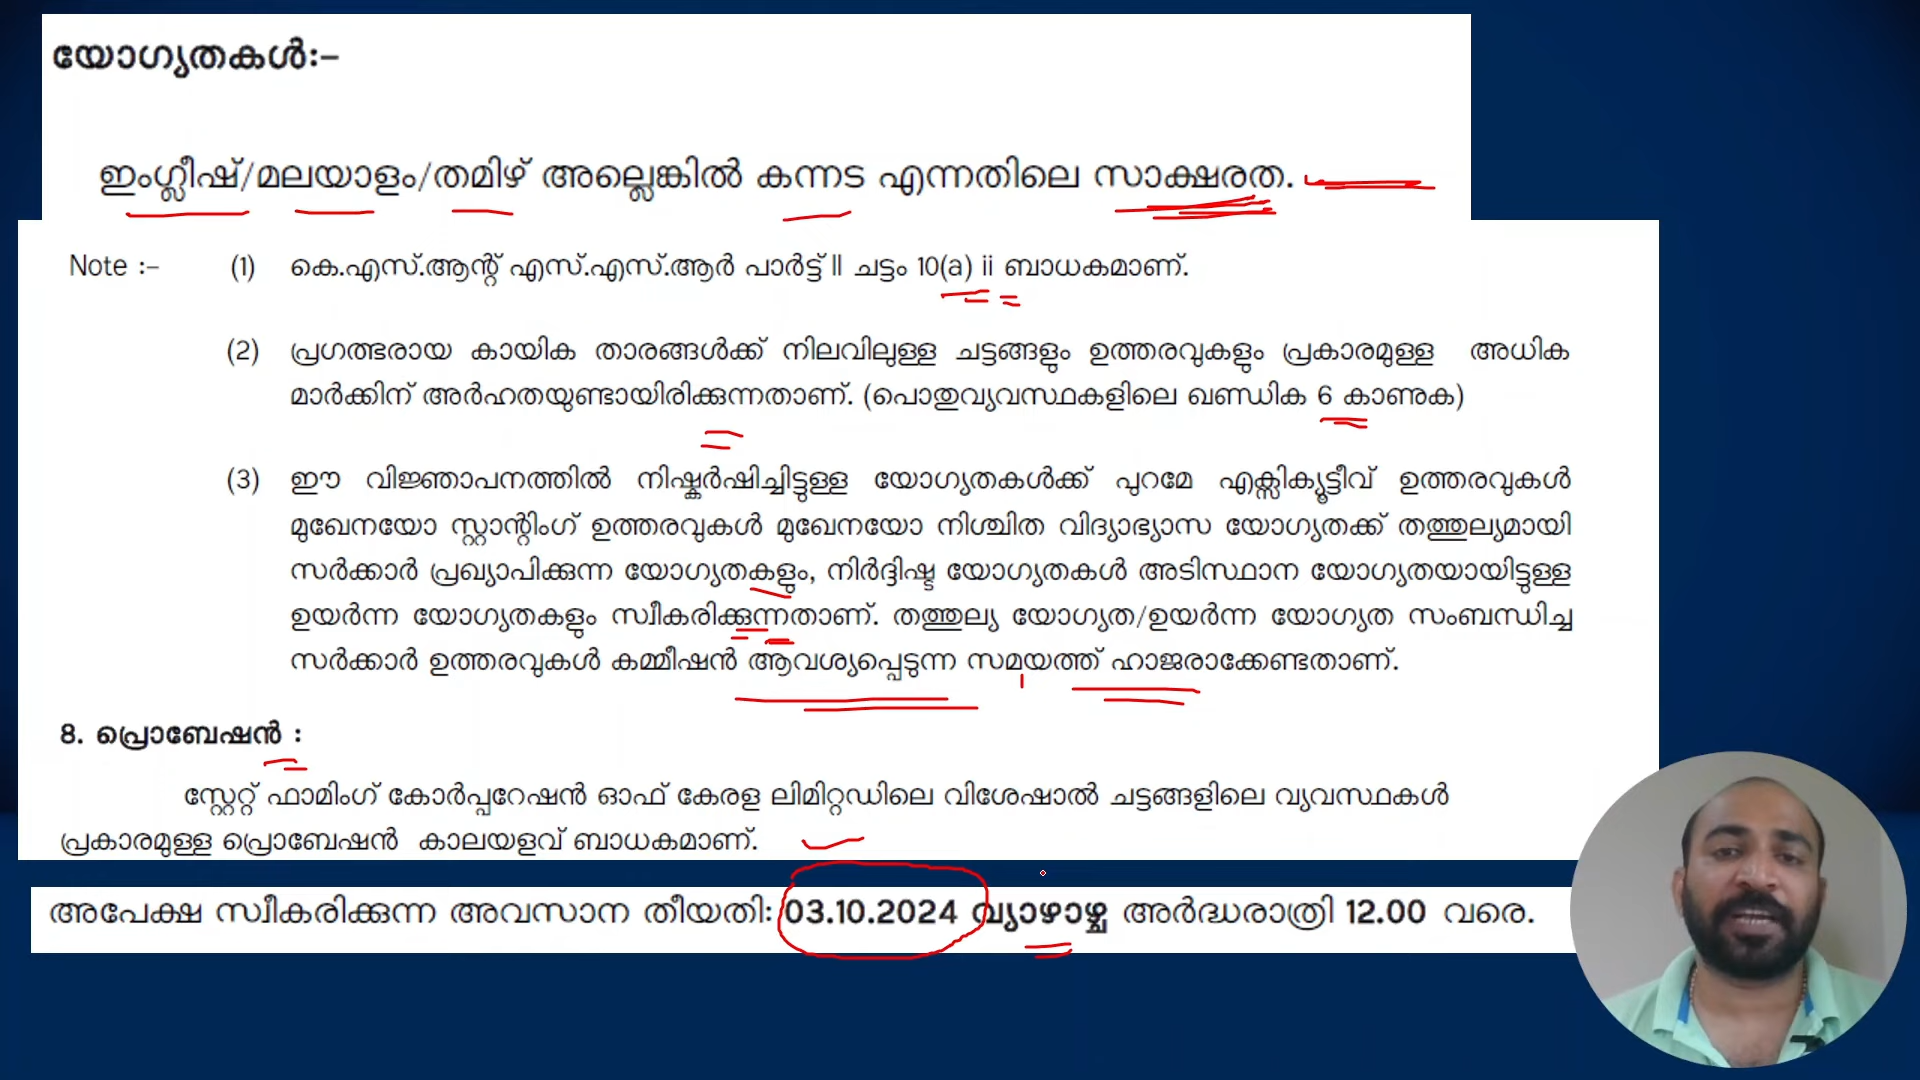 യോഗ്യതകൾ:–
ഇംഗ്ലീഷ്/മലയാളം/തമിഴ് അല്ലെങ്കിൽ കന്നട എന്നതിലെ സാക്ഷരത.
Note :– (1) കെ.എസ്.ആന്റ് എസ്.എസ്.ആർ പാർട്ട് II ചട്ടം 10(a) ii ബാധകമാണ്.
(2) പ്രഗത്ഭരായ കായിക താരങ്ങൾക്ക് നിലവിലുള്ള ചട്ടങ്ങളും ഉത്തരവുകളും പ്രകാരമുള്ള അധിക
മാർക്കിന് അർഹതയുണ്ടായിരിക്കുന്നതാണ്. (പൊതുവ്യവസ്ഥകളിലെ ഖണ്ഡിക 6 കാണുക)
(3) ഈ വിജ്ഞാപനത്തിൽ നിഷ്കർഷിച്ചിട്ടുള്ള യോഗ്യതകൾക്ക് പുറമേ എക്സിക്യൂട്ടീവ് ഉത്തരവുകൾ
മുഖേനയോ സ്റ്റാന്റിംഗ് ഉത്തരവുകൾ മുഖേനയോ നിശ്ചിത വിദ്യാഭ്യാസ യോഗ്യതക്ക് തത്തുല്യമായി
സർക്കാർ പ്രഖ്യാപിക്കുന്ന യോഗ്യതകളും, നിർദ്ദിഷ്ട യോഗ്യതകൾ അടിസ്ഥാന യോഗ്യതയായിട്ടുള്ള
ഉയർന്ന യോഗ്യതകളും സ്വീകരിക്കുന്നതാണ്. തത്തുല്യ യോഗ്യത/ഉയർന്ന യോഗ്യത സംബന്ധിച്ച
സർക്കാർ ഉത്തരവുകൾ കമ്മീഷൻ ആവശ്യപ്പെടുന്ന സമയത്ത് ഹാജരാക്കേണ്ടതാണ്.
8. പ്രൊബേഷൻ :
സ്റ്റേറ്റ് ഫാമിംഗ് കോർപ്പറേഷൻ ഓഫ് കേരള ലിമിറ്റഡിലെ വിശേഷാൽ ചട്ടങ്ങളിലെ വ്യവസ്ഥകൾ
പ്രകാരമുള്ള പ്രൊബേഷൻ കാലയളവ് ബാധകമാണ്.
അപേക്ഷ സ്വീകരിക്കുന്ന അവസാന തീയതി: 03.10.2024 വ്യാഴാഴ്ച അർദ്ധരാത്രി 12.00 വരെ.